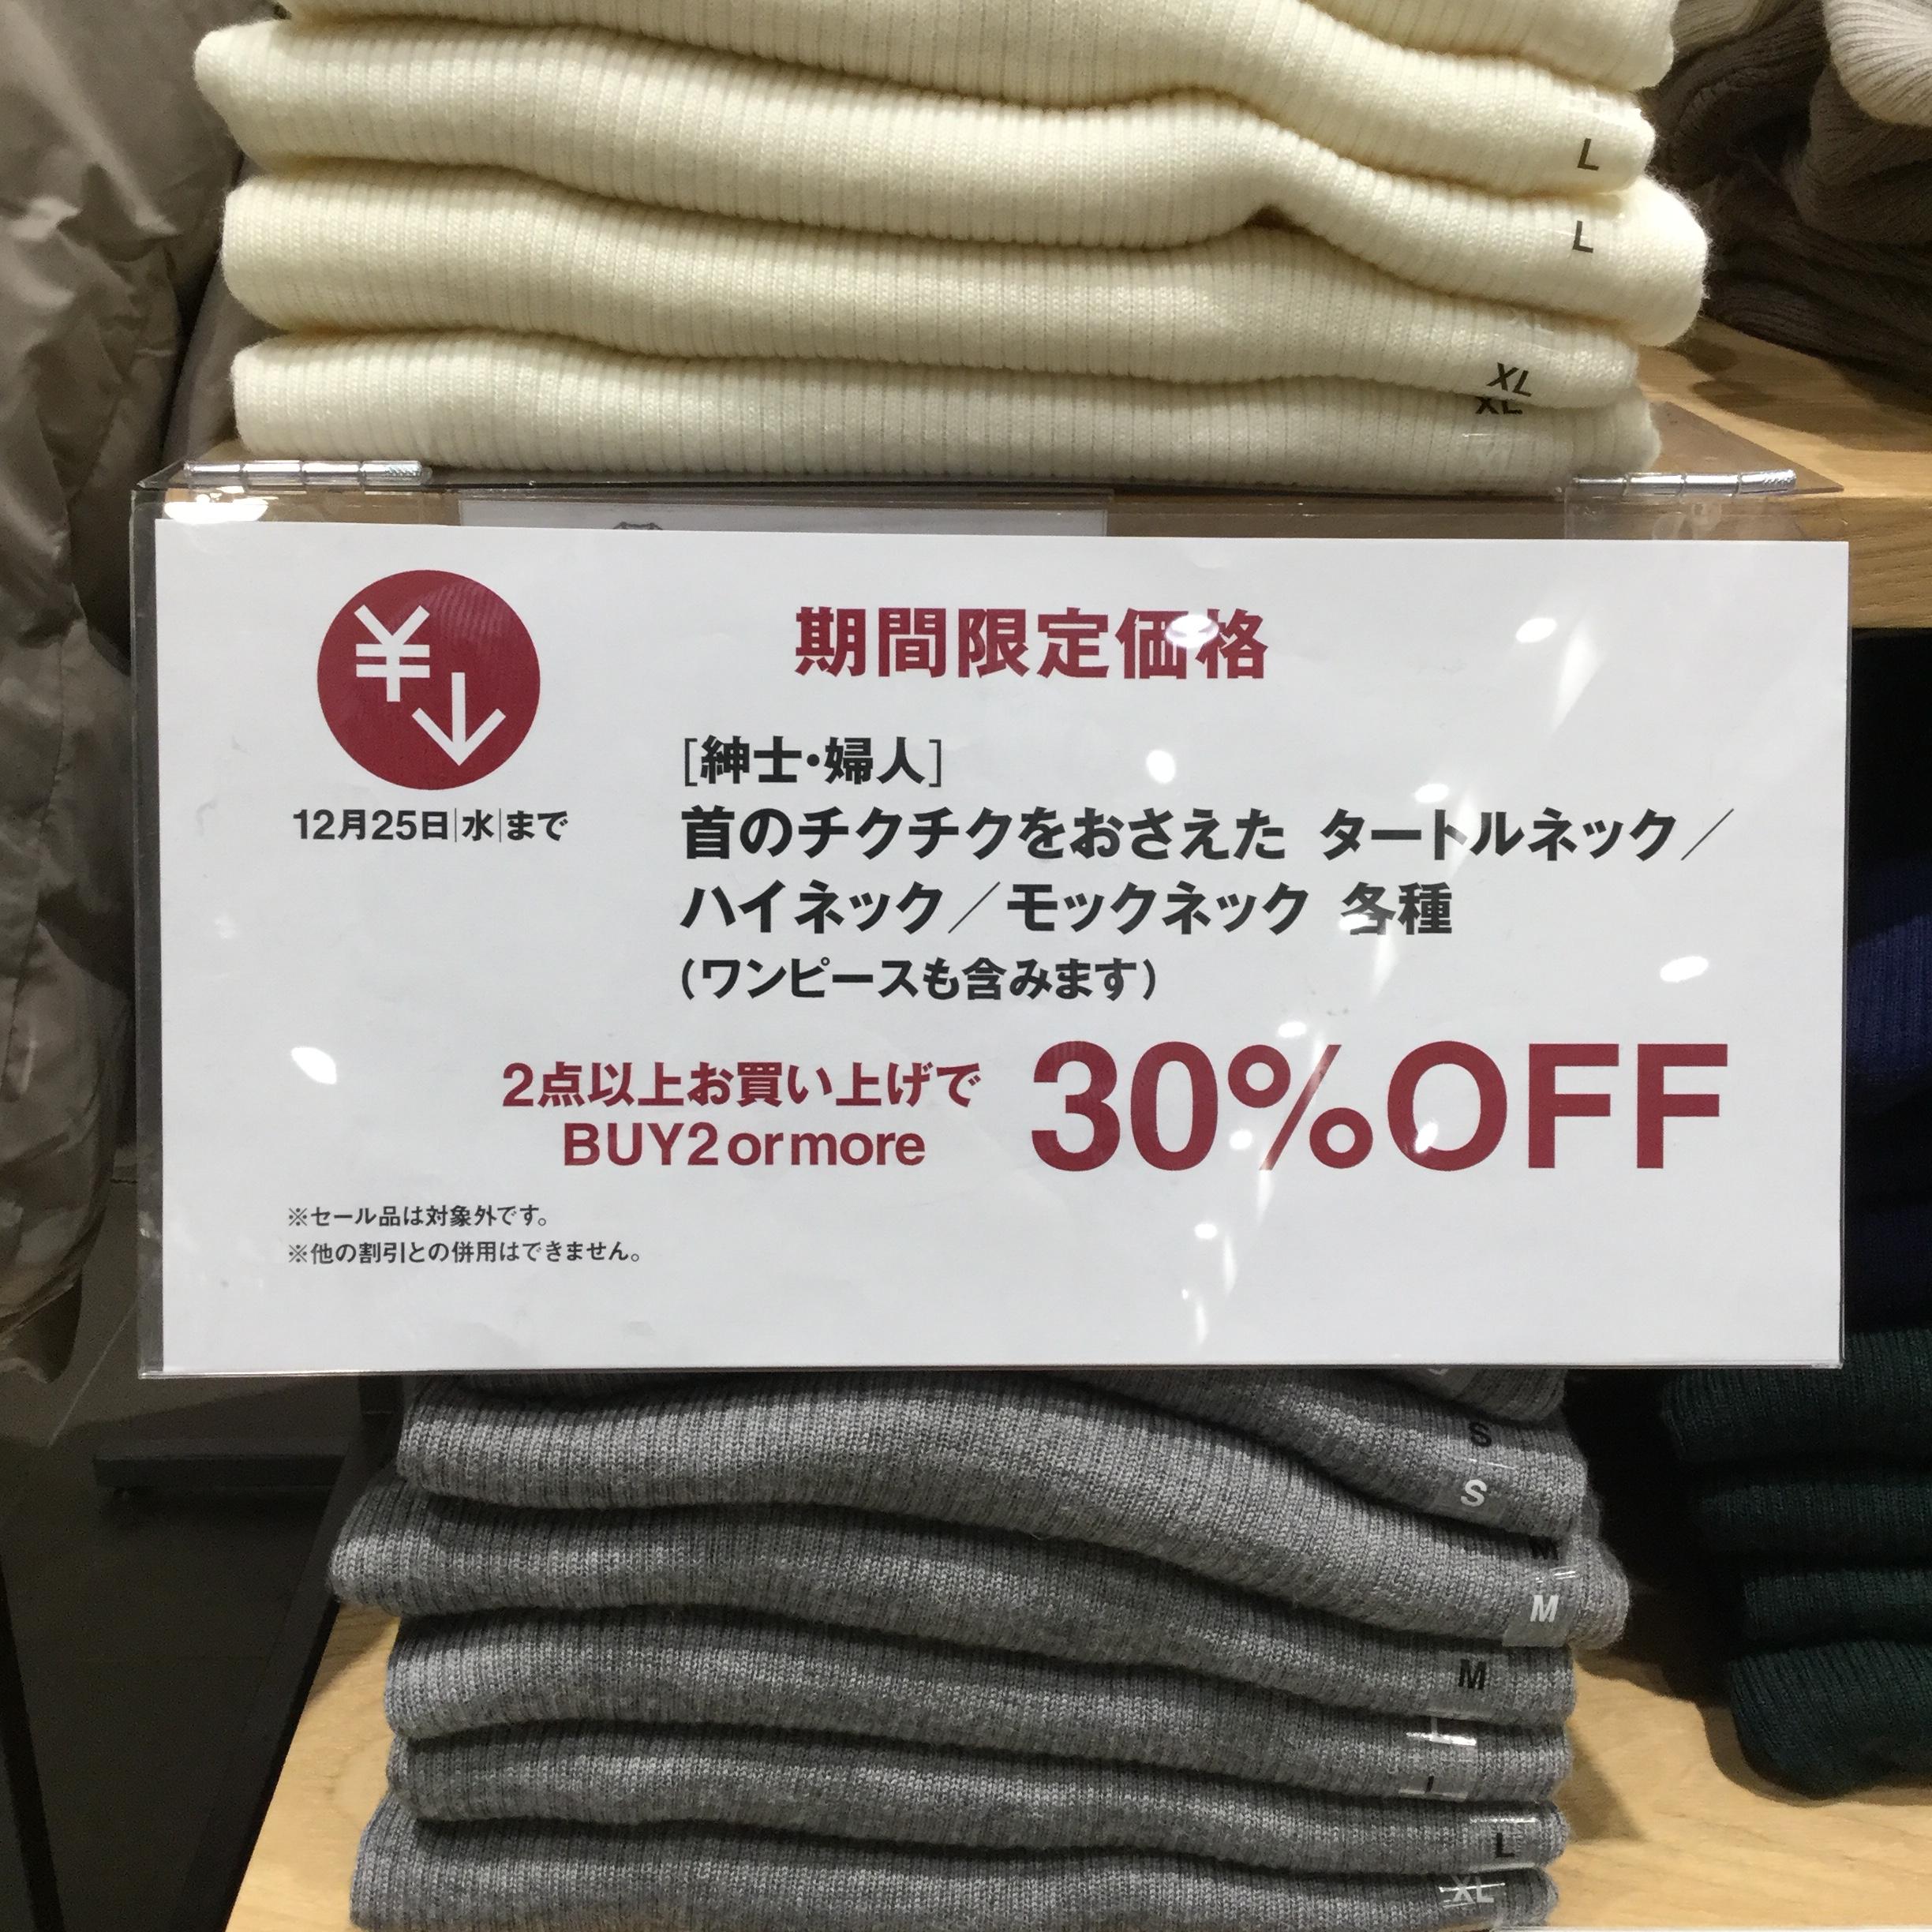 L
L
XL
XL
¥↓
12月25日|水|まで
期間限定価格
[紳士・婦人]
首のチクチクをおさえた タートルネック／
ハイネック／モックネック 各種
(ワンピースも含みます)
2点以上お買い上げで
BUY2 or more
30%OFF
※セール品は対象外です。
※他の割引との併用はできません。
S
S
M
M
M
L
L
XL